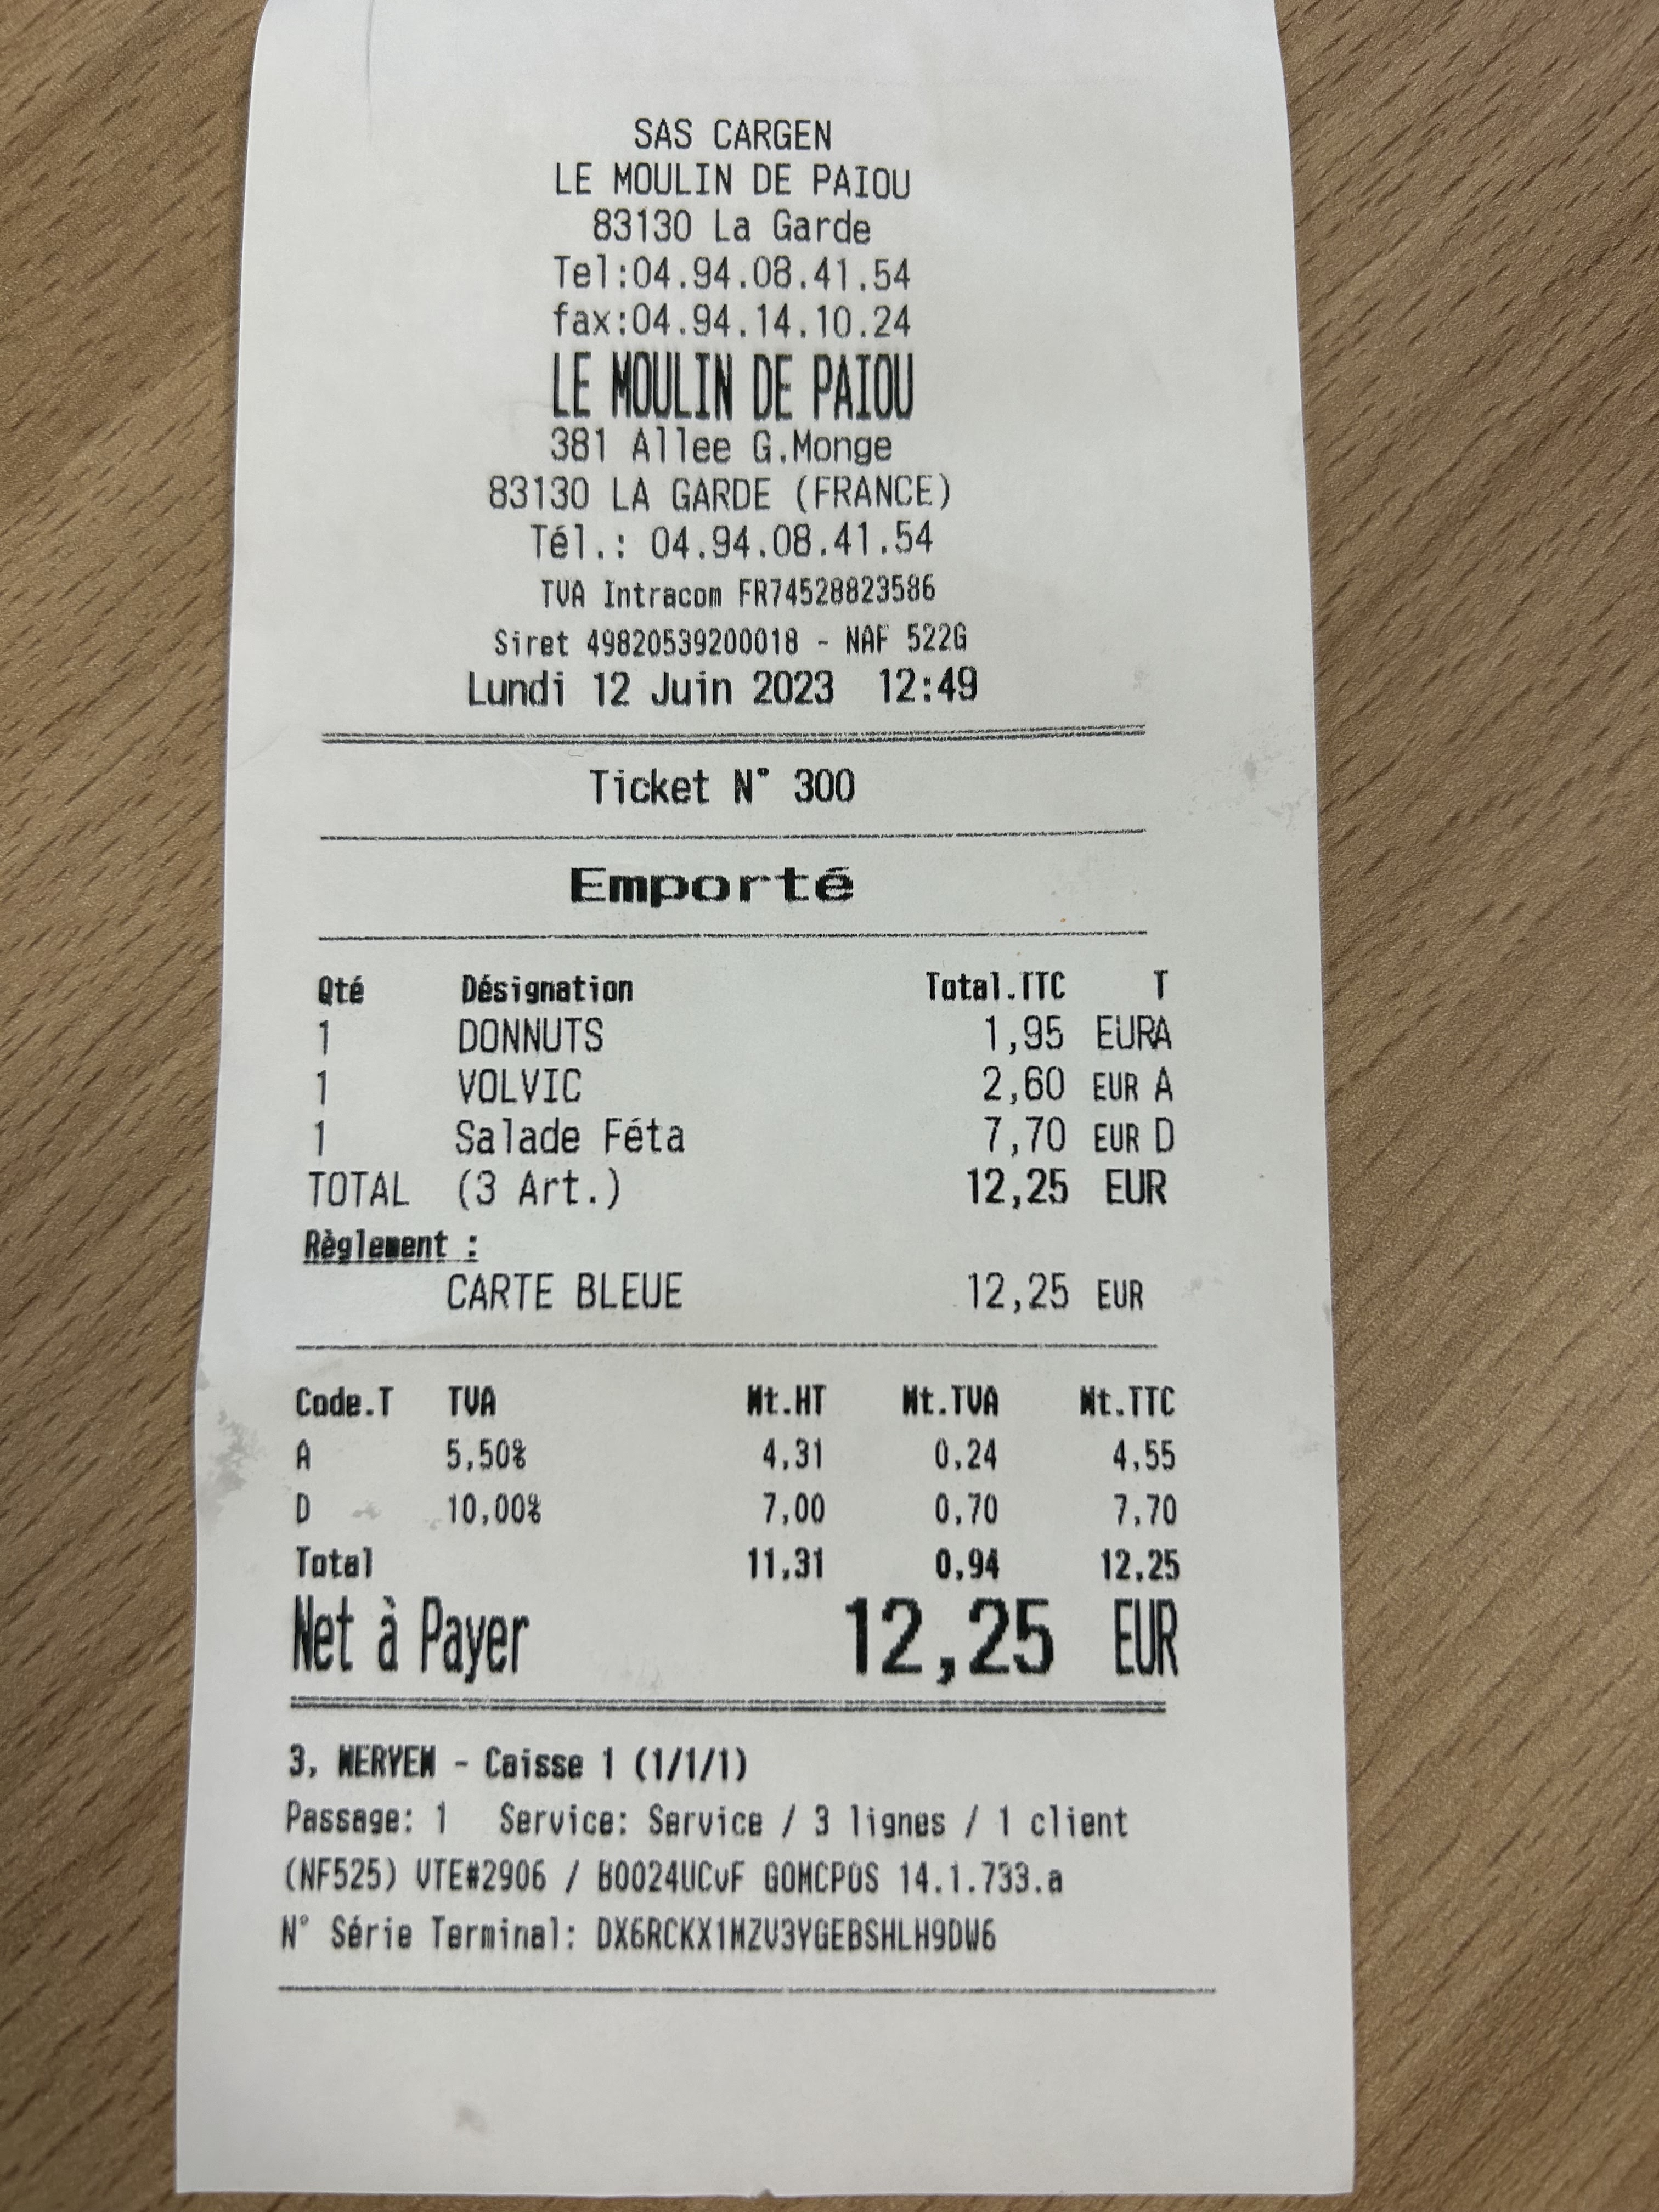 SAS CARGEN
LE MOULIN DE PAIOU
83130 La Garde
Tel:04.94.08.41.54
fax:04.94.14.10.24
LE MOULIN DE PAIOU
381 Allee G.Monge
83130 LA GARDE (FRANCE)
Tél.: 04.94.08.41.54
TVA Intracom FR74528823586
Siret 49820539200018 - NAF 522G
Lundi 12 Juin 2023 12:49
Ticket N° 300
Emporté
Qté Désignation Total.TTC T
1 DONNUTS 1,95 EURA
1 VOLVIC 2,60 EUR A
1 Salade Féta 7,70 EUR D
TOTAL (3 Art.) 12,25 EUR
Règlement :
CARTE BLEUE 12,25 EUR
Code.T TVA Mt.HT Mt.TVA Mt.TTC
A 5,50% 4,31 0,24 4,55
D 10,00% 7,00 0,70 7,70
Total 11,31 0,94 12,25
Net à Payer 12,25 EUR
3, MERYEM - Caisse 1 (1/1/1)
Passage: 1 Service: Service / 3 lignes / 1 client
(NF525) VTE#2906 / B0024UCvF GOMCPOS 14.1.733.a
N° Série Terminal: DX6RCKX1MZV3YGEBSHLH9DW6